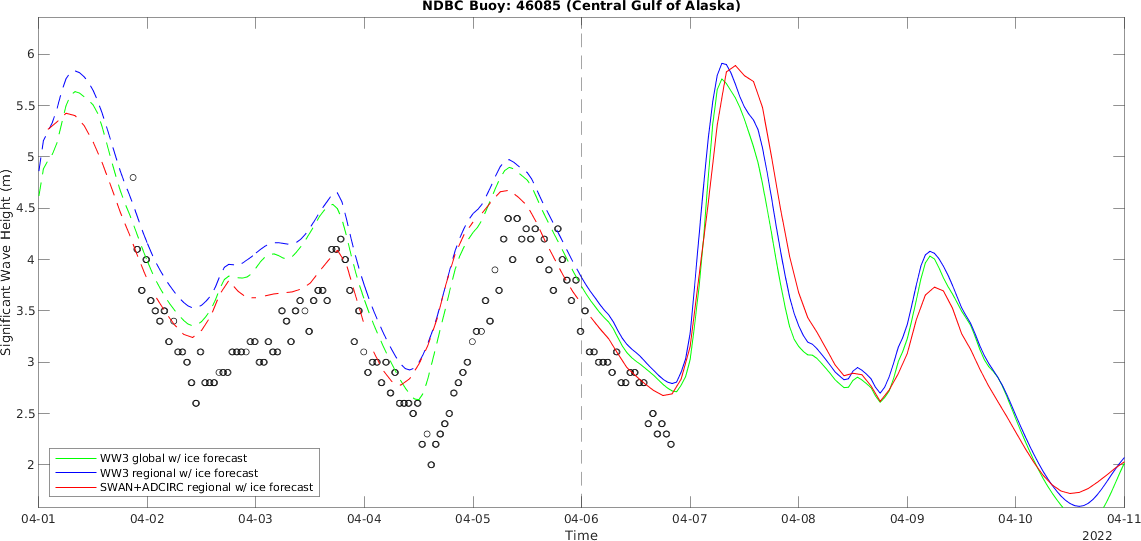 NDBC Buoy: 46085 (Central Gulf of Alaska)
Significant Wave Height (m)
6
5.5
5
4.5
4
3.5
3
2.5
2
WW3 global w/ ice forecast
WW3 regional w/ ice forecast
SWAN+ADCIRC regional w/ ice forecast
04-01 04-02 04-03 04-04 04-05 04-06 04-07 04-08 04-09 04-10 04-11
Time
2022